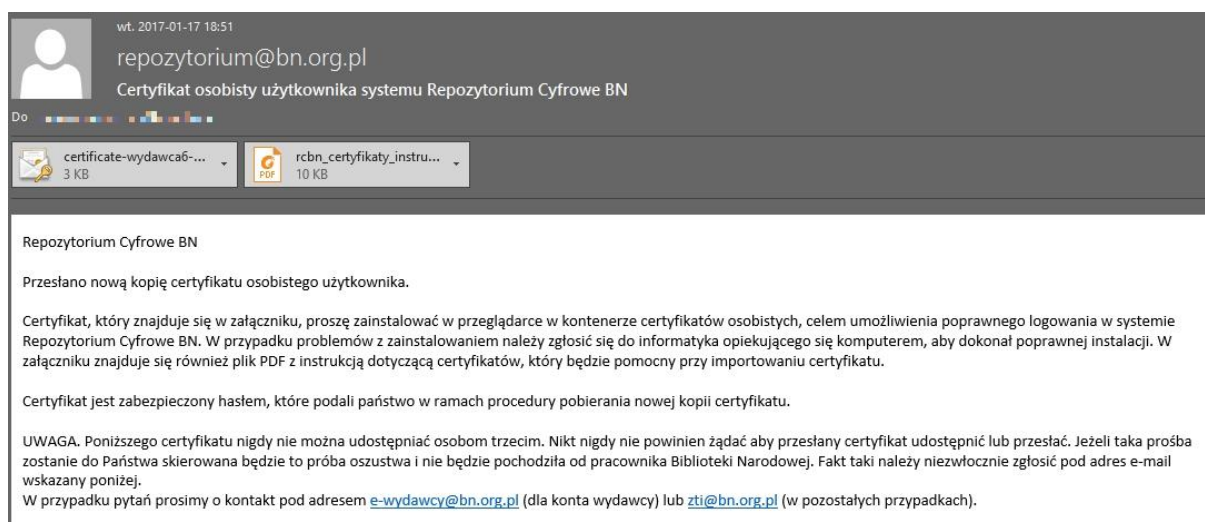 wt. 2017-01-17 18:51
repozytorium@bn.org.pl
Certyfikat osobisty użytkownika systemu Repozytorium Cyfrowe BN
Do
certificate-wydawca6-...
3 KB
PDF
rcbn_certyfikaty_instru...
10 KB
Repozytorium Cyfrowe BN
Przesłano nową kopię certyfikatu osobistego użytkownika.
Certyfikat, który znajduje się w załączniku, proszę zainstalować w przeglądarce w kontenerze certyfikatów osobistych, celem umożliwienia poprawnego logowania w systemie
Repozytorium Cyfrowe BN. W przypadku problemów z zainstalowaniem należy zgłosić się do informatyka opiekującego się komputerem, aby dokonał poprawnej instalacji. W
załączniku znajduje się również plik PDF z instrukcją dotyczącą certyfikatów, który będzie pomocny przy importowaniu certyfikatu.
Certyfikat jest zabezpieczony hasłem, które podali państwo w ramach procedury pobierania nowej kopii certyfikatu.
UWAGA. Poniższego certyfikatu nigdy nie można udostępniać osobom trzecim. Nikt nigdy nie powinien żądać aby przesłany certyfikat udostępnić lub przesłać. Jeżeli taka prośba
zostanie do Państwa skierowana będzie to próba oszustwa i nie będzie pochodziła od pracownika Biblioteki Narodowej. Fakt taki należy niezwłocznie zgłosić pod adres e-mail
wskazany poniżej.
W przypadku pytań prosimy o kontakt pod adresem e-wydawcy@bn.org.pl (dla konta wydawcy) lub zti@bn.org.pl (w pozostałych przypadkach).